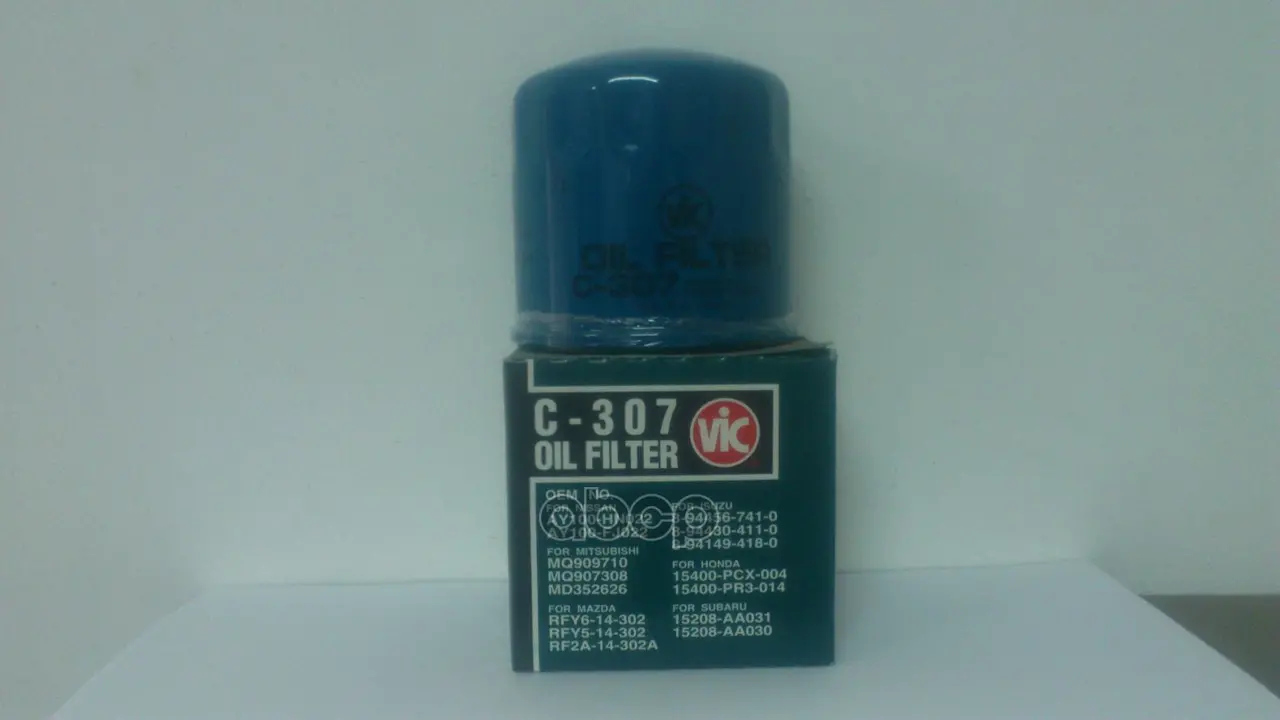 VIC
OIL FILTER
C-307
C-307
OIL FILTER
VIC
OEM NO.
FOR NISSAN
AY100-HN022
AY100-FJ022
FOR MITSUBISHI
MQ909710
MQ907308
MD352626
FOR MAZDA
RFY6-14-302
RFY5-14-302
RF2A-14-302A
FOR ISUZU
8-94456-741-0
8-94430-411-0
8-94149-418-0
FOR HONDA
15400-PCX-004
15400-PR3-014
FOR SUBARU
15208-AA031
15208-AA030
abcp